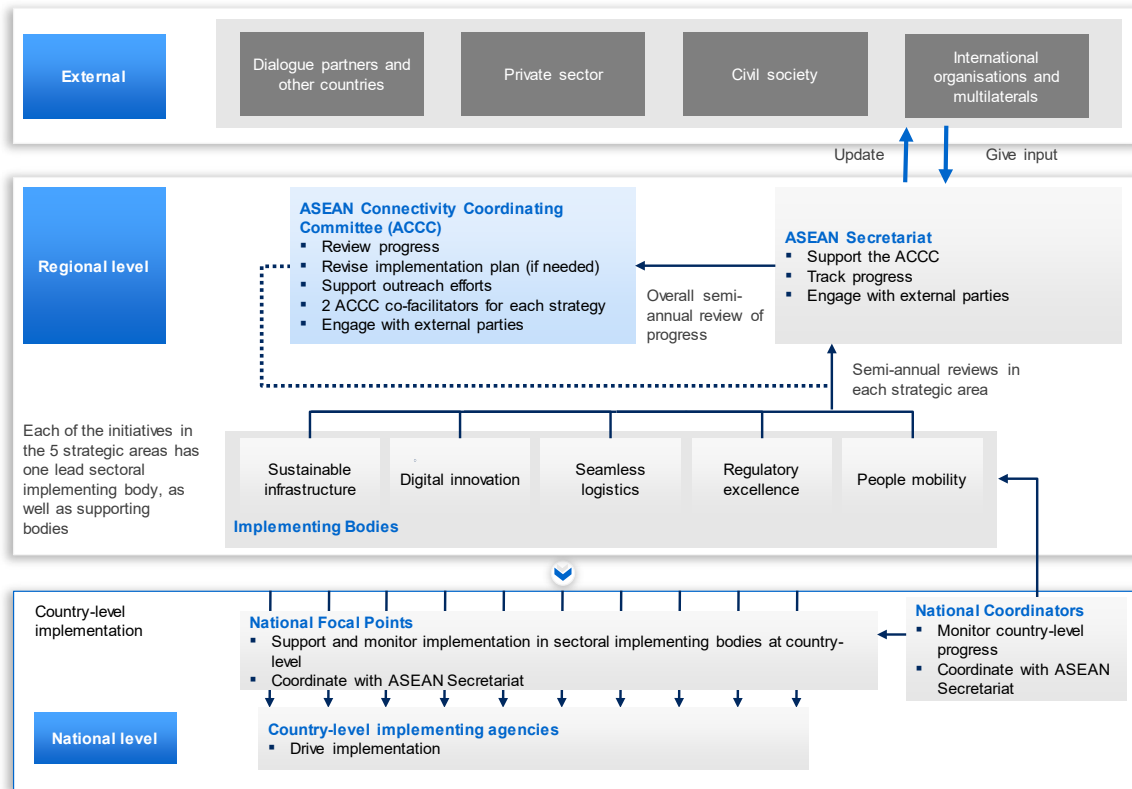 External
Dialogue partners and
other countries
Private sector
Civil society
International
organisations and
multilaterals
Update
Give input
Regional level
ASEAN Connectivity Coordinating
Committee (ACCC)
▪ Review progress
▪ Revise implementation plan (if needed)
▪ Support outreach efforts
▪ 2 ACCC co-facilitators for each strategy
▪ Engage with external parties
Overall semi-
annual review of
progress
ASEAN Secretariat
▪ Support the ACCC
▪ Track progress
▪ Engage with external parties
Semi-annual reviews in
each strategic area
Each of the initiatives in
the 5 strategic areas has
one lead sectoral
implementing body, as
well as supporting
bodies
Sustainable
infrastructure
Digital innovation
Seamless
logistics
Regulatory
excellence
People mobility
Implementing Bodies
Country-level
implementation
National Focal Points
▪ Support and monitor implementation in sectoral implementing bodies at country-
level
▪ Coordinate with ASEAN Secretariat
National Coordinators
▪ Monitor country-level
progress
▪ Coordinate with ASEAN
Secretariat
National level
Country-level implementing agencies
▪ Drive implementation